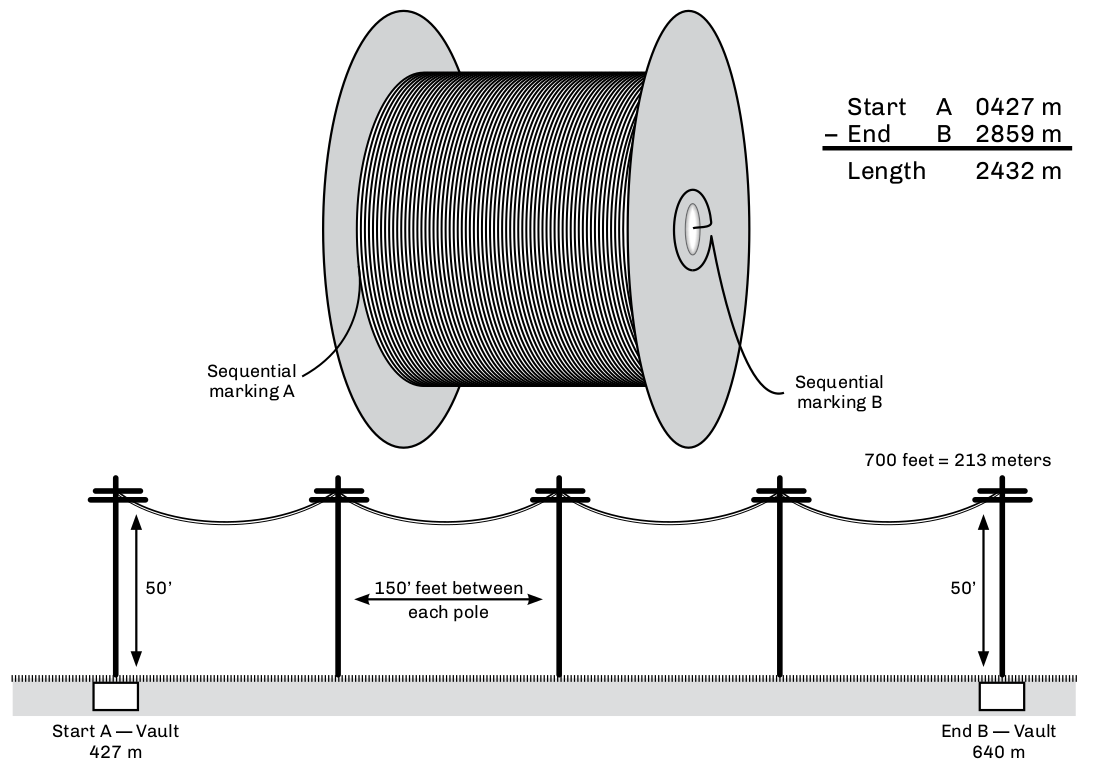 Start A 0427 m
– End B 2859 m
Length 2432 m
Sequential
marking A
Sequential
marking B
700 feet = 213 meters
50’
150’ feet between
each pole
50’
Start A — Vault
427 m
End B — Vault
640 m